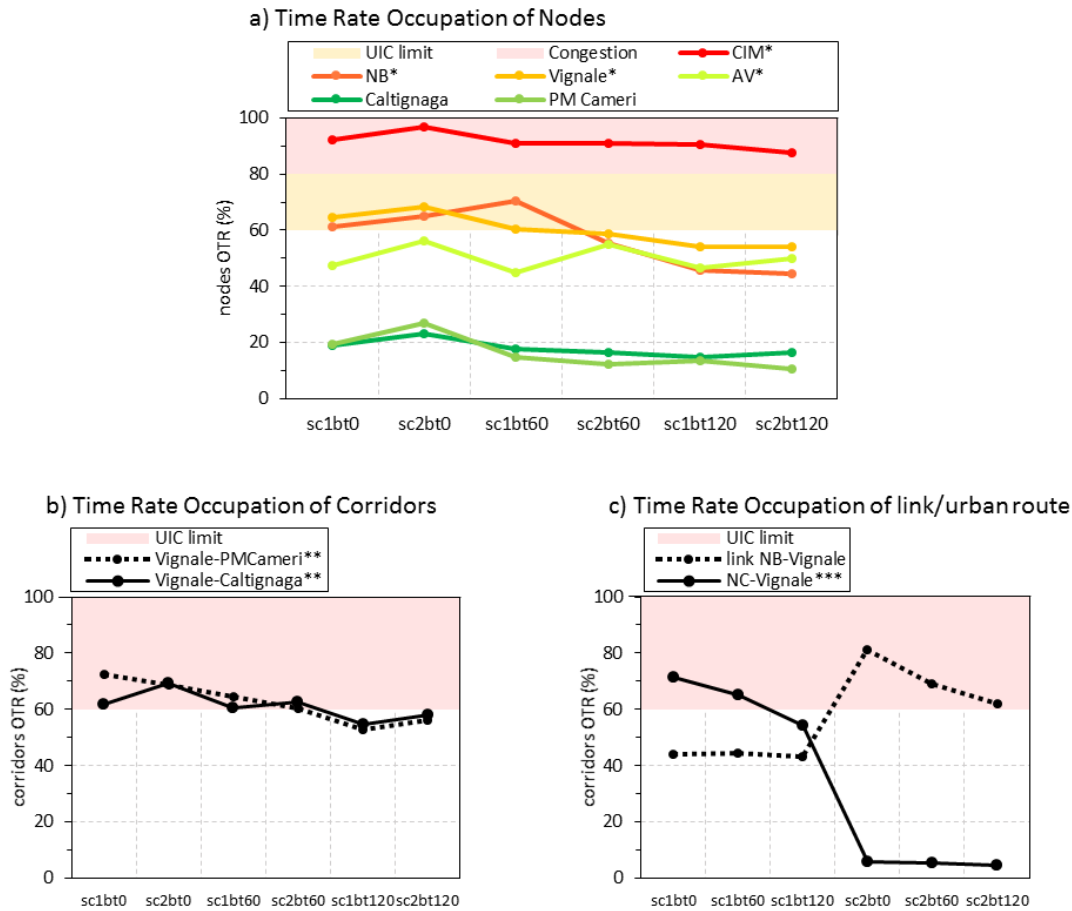 a) Time Rate Occupation of Nodes
UIC limit Congestion CIM*
NB* Vignale* AV*
Caltignaga PM Cameri
nodes OTR (%)
100
80
60
40
20
0
sc1bt0 sc2bt0 sc1bt60 sc2bt60 sc1bt120 sc2bt120
b) Time Rate Occupation of Corridors
UIC limit
Vignale-PMCameri**
Vignale-Caltignaga**
corridors OTR (%)
100
80
60
40
20
0
sc1bt0 sc2bt0 sc1bt60 sc2bt60 sc1bt120 sc2bt120
c) Time Rate Occupation of link/urban route
UIC limit
link NB-Vignale
NC-Vignale***
corridors OTR (%)
100
80
60
40
20
0
sc1bt0 sc1bt60 sc1bt120 sc2bt0 sc2bt60 sc2bt120